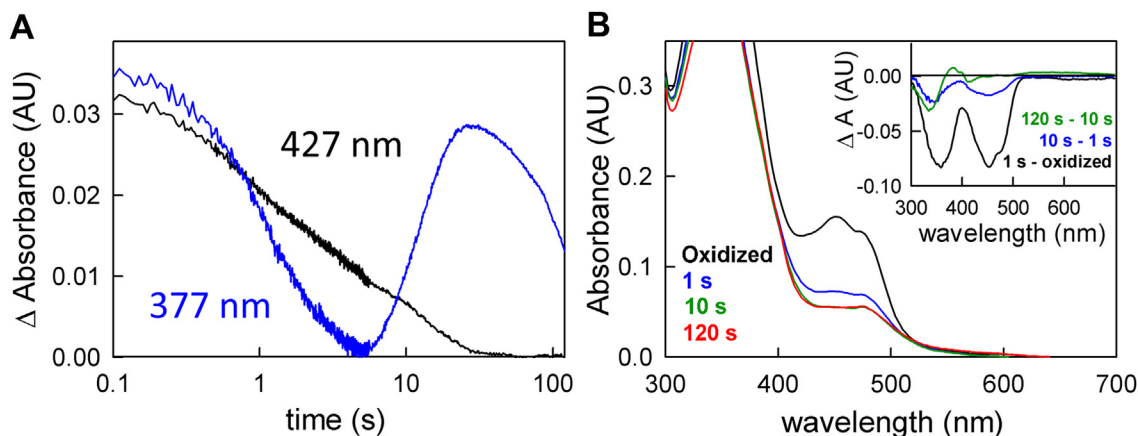 A
Δ Absorbance (AU)
0.03
0.02
0.01
0.00
427 nm
377 nm
0.1
1
10
100
time (s)
B
Absorbance (AU)
0.3
0.2
0.1
0.0
Oxidized
1 s
10 s
120 s
300
400
500
600
700
wavelength (nm)
Δ A (AU)
0.00
-0.05
-0.10
120 s - 10 s
10 s - 1 s
1 s - oxidized
300 400 500 600
wavelength (nm)